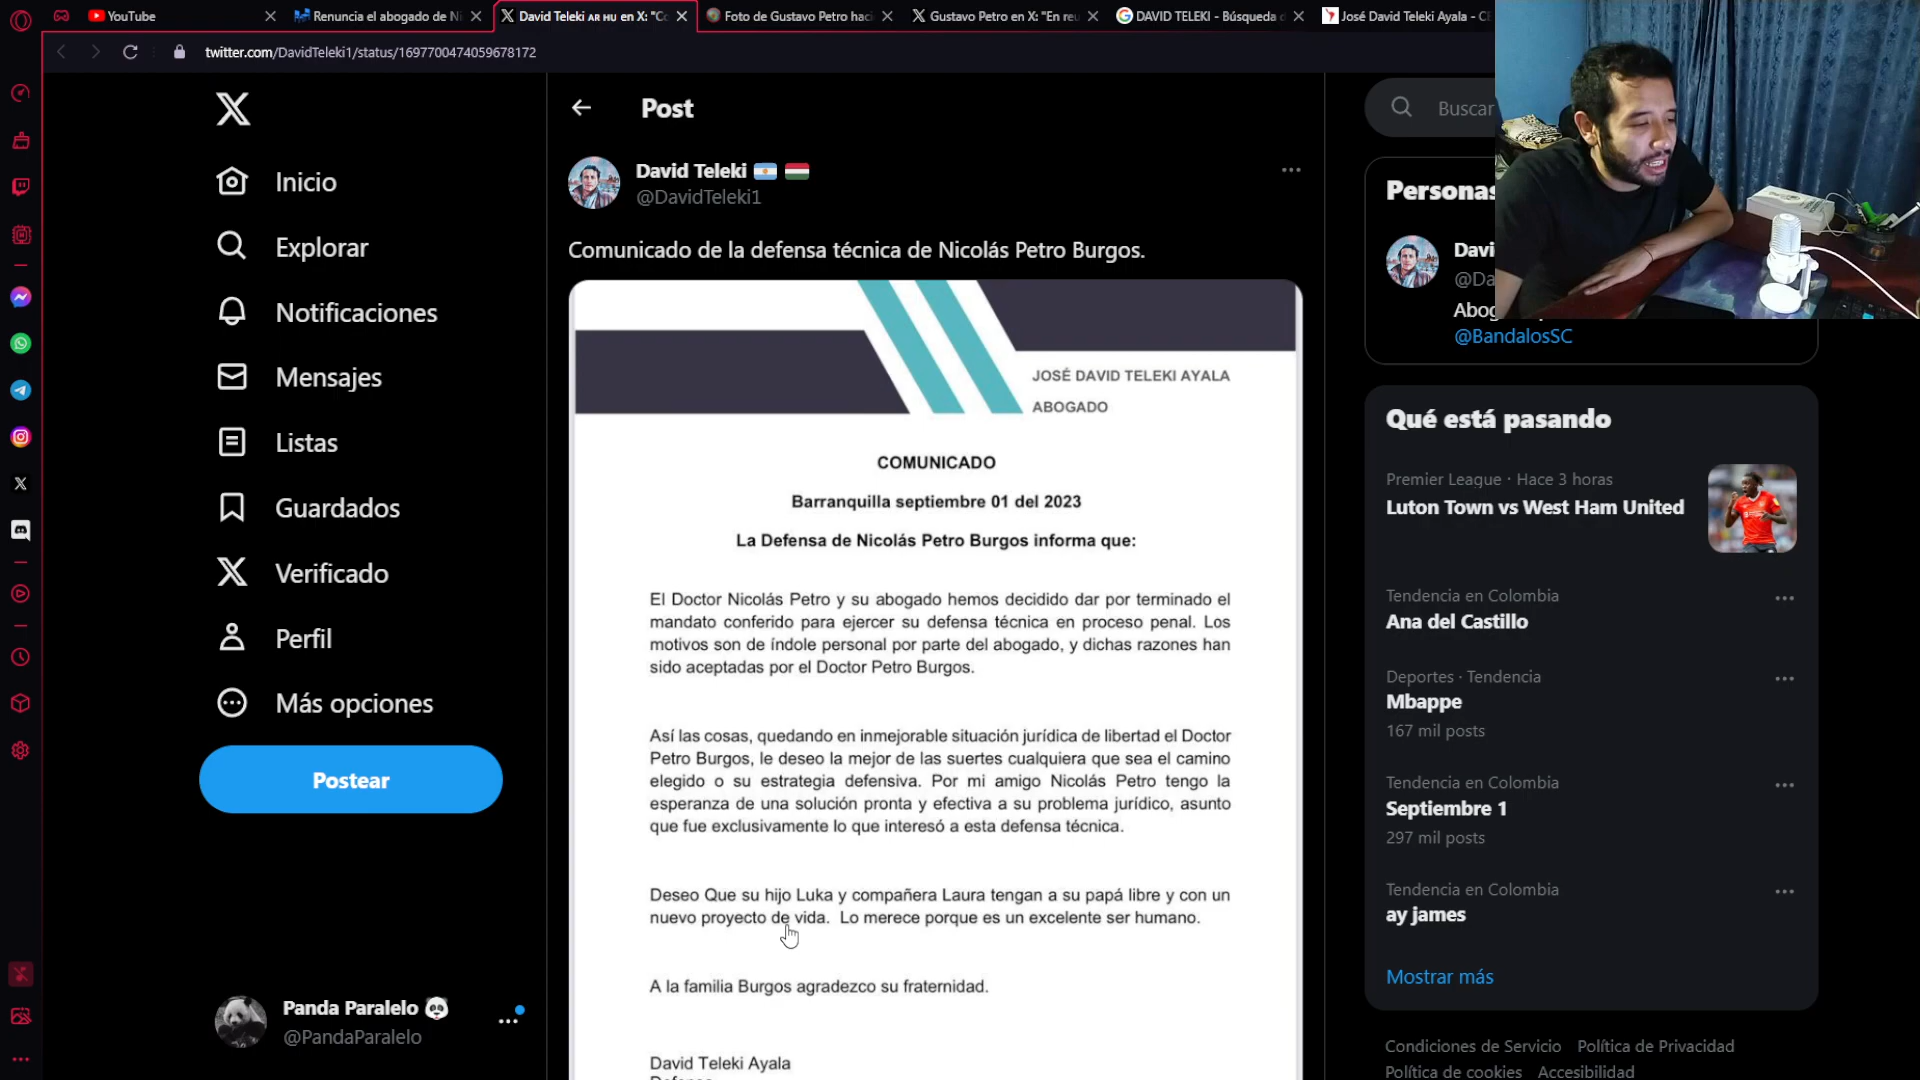 YouTube
Renuncia el abogado de Ni
David Teleki AR HU en X: "Co
Foto de Gustavo Petro haci
Gustavo Petro en X: "En reu
DAVID TELEKI - Búsqueda d
José David Teleki Ayala - CE
twitter.com/DavidTeleki1/status/1697700474059678172
Inicio
Explorar
Notificaciones
Mensajes
Listas
Guardados
Verificado
Perfil
Más opciones
Postear
Panda Paralelo
@PandaParalelo
Post
David Teleki
@DavidTeleki1
Comunicado de la defensa técnica de Nicolás Petro Burgos.
JOSÉ DAVID TELEKI AYALA
ABOGADO
COMUNICADO
Barranquilla septiembre 01 del 2023
La Defensa de Nicolás Petro Burgos informa que:
El Doctor Nicolás Petro y su abogado hemos decidido dar por terminado el
mandato conferido para ejercer su defensa técnica en proceso penal. Los
motivos son de índole personal por parte del abogado, y dichas razones han
sido aceptadas por el Doctor Petro Burgos.
Así las cosas, quedando en inmejorable situación jurídica de libertad el Doctor
Petro Burgos, le deseo la mejor de las suertes cualquiera que sea el camino
elegido o su estrategia defensiva. Por mi amigo Nicolás Petro tengo la
esperanza de una solución pronta y efectiva a su problema jurídico, asunto
que fue exclusivamente lo que interesó a esta defensa técnica.
Deseo Que su hijo Luka y compañera Laura tengan a su papá libre y con un
nuevo proyecto de vida. Lo merece porque es un excelente ser humano.
A la familia Burgos agradezco su fraternidad.
David Teleki Ayala
Buscar
Personas
Davi
@Da
Abog
@BandalosSC
Qué está pasando
Premier League · Hace 3 horas
Luton Town vs West Ham United
Tendencia en Colombia
Ana del Castillo
Deportes · Tendencia
Mbappe
167 mil posts
Tendencia en Colombia
Septiembre 1
297 mil posts
Tendencia en Colombia
ay james
Mostrar más
Condiciones de Servicio Política de Privacidad
Política de cookies Accesibilidad